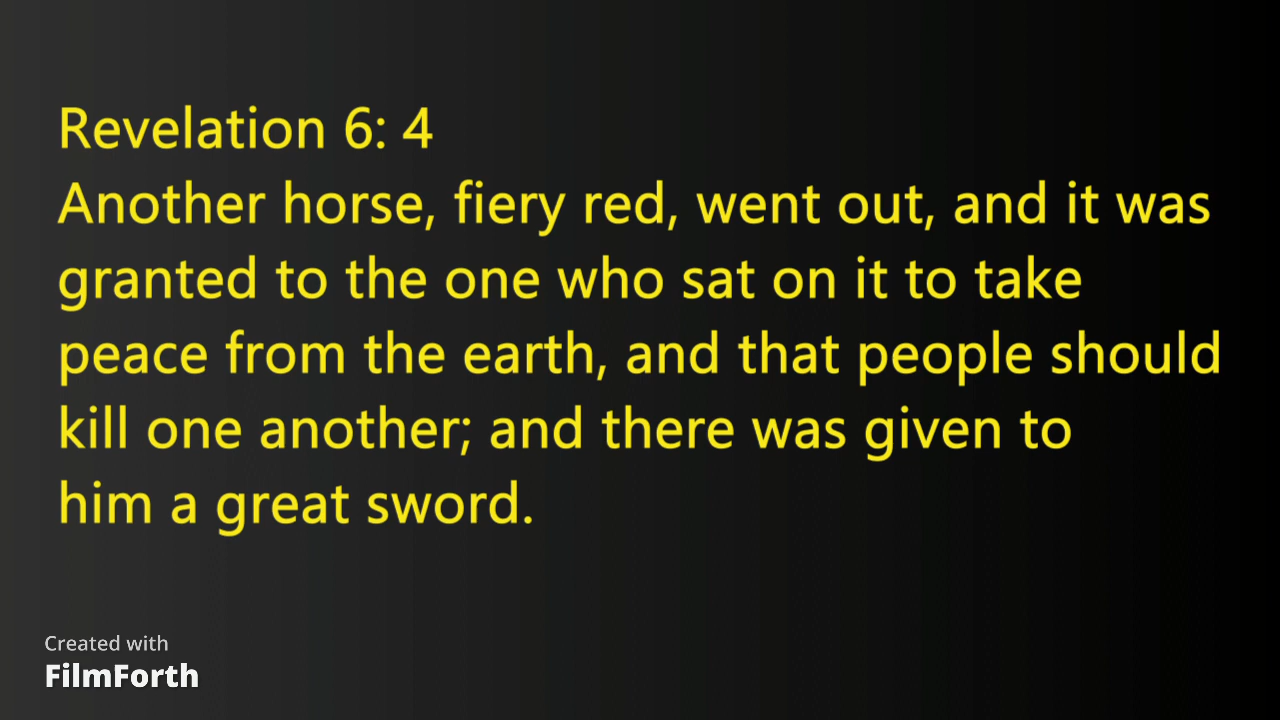 Revelation 6: 4
Another horse, fiery red, went out, and it was
granted to the one who sat on it to take
peace from the earth, and that people should
kill one another; and there was given to
him a great sword.
Created with
FilmForth